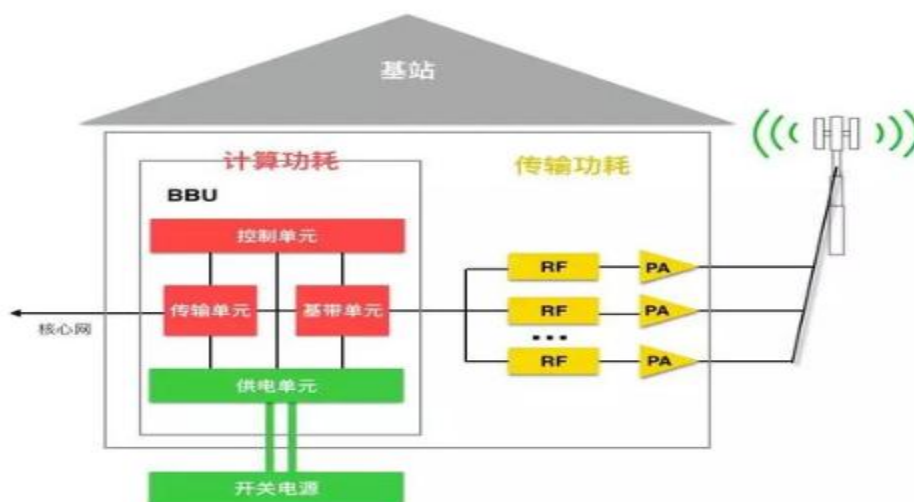 基站
计算功耗
传输功耗
BBU
控制单元
RF
PA
传输单元
基带单元
RF
PA
核心网
...
RF
PA
供电单元
开关电源